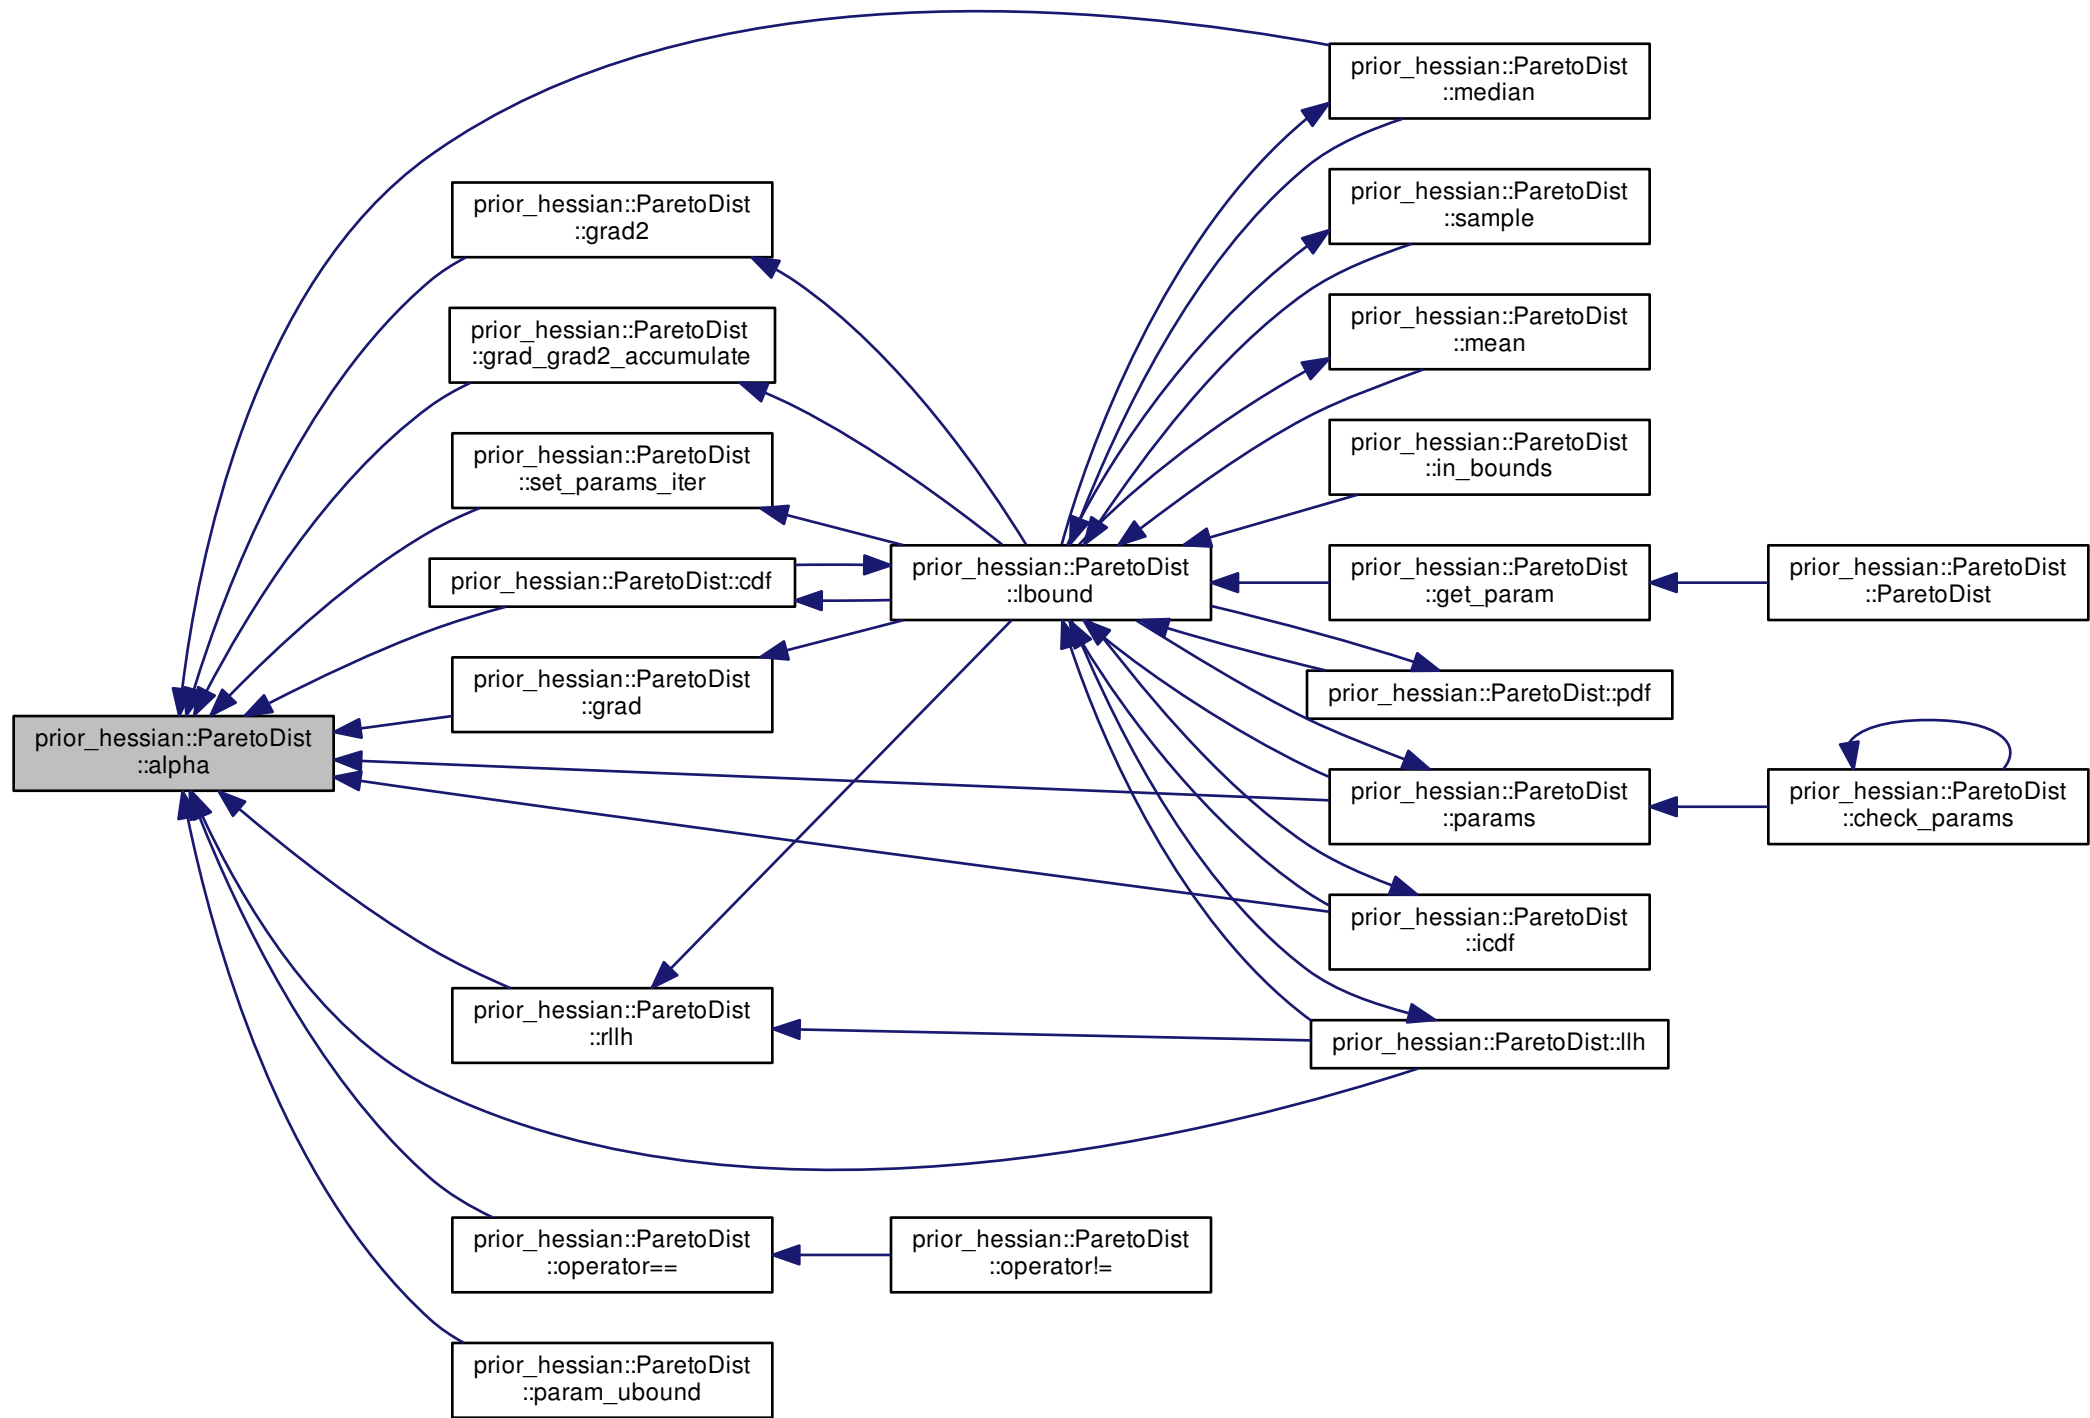 prior_hessian::ParetoDist
::alpha
prior_hessian::ParetoDist
::grad2
prior_hessian::ParetoDist
::grad_grad2_accumulate
prior_hessian::ParetoDist
::set_params_iter
prior_hessian::ParetoDist::cdf
prior_hessian::ParetoDist
::grad
prior_hessian::ParetoDist
::rllh
prior_hessian::ParetoDist
::operator==
prior_hessian::ParetoDist
::param_ubound
prior_hessian::ParetoDist
::lbound
prior_hessian::ParetoDist
::operator!=
prior_hessian::ParetoDist
::median
prior_hessian::ParetoDist
::sample
prior_hessian::ParetoDist
::mean
prior_hessian::ParetoDist
::in_bounds
prior_hessian::ParetoDist
::get_param
prior_hessian::ParetoDist::pdf
prior_hessian::ParetoDist
::params
prior_hessian::ParetoDist
::icdf
prior_hessian::ParetoDist::llh
prior_hessian::ParetoDist
::ParetoDist
prior_hessian::ParetoDist
::check_params